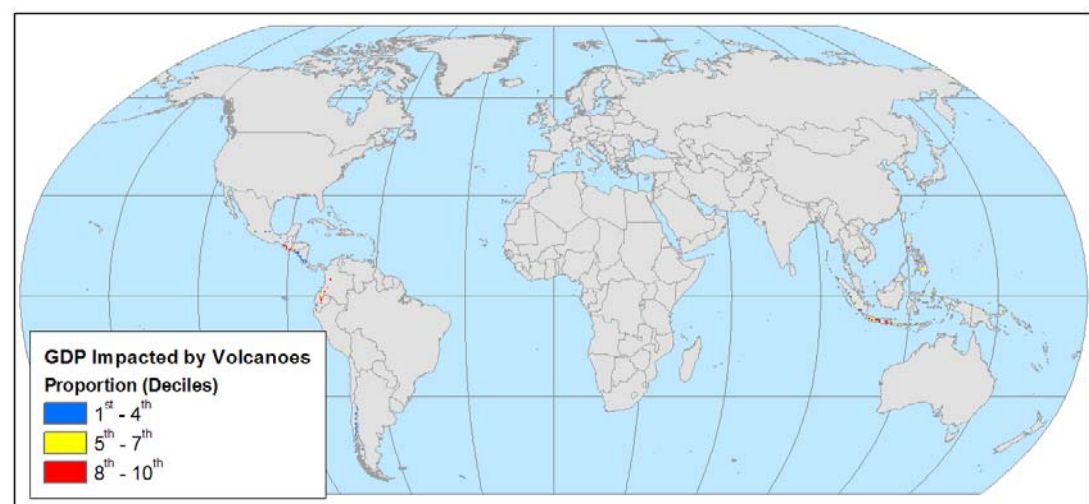 GDP Impacted by Volcanoes
Proportion (Deciles)
1st - 4th
5th - 7th
8th - 10th